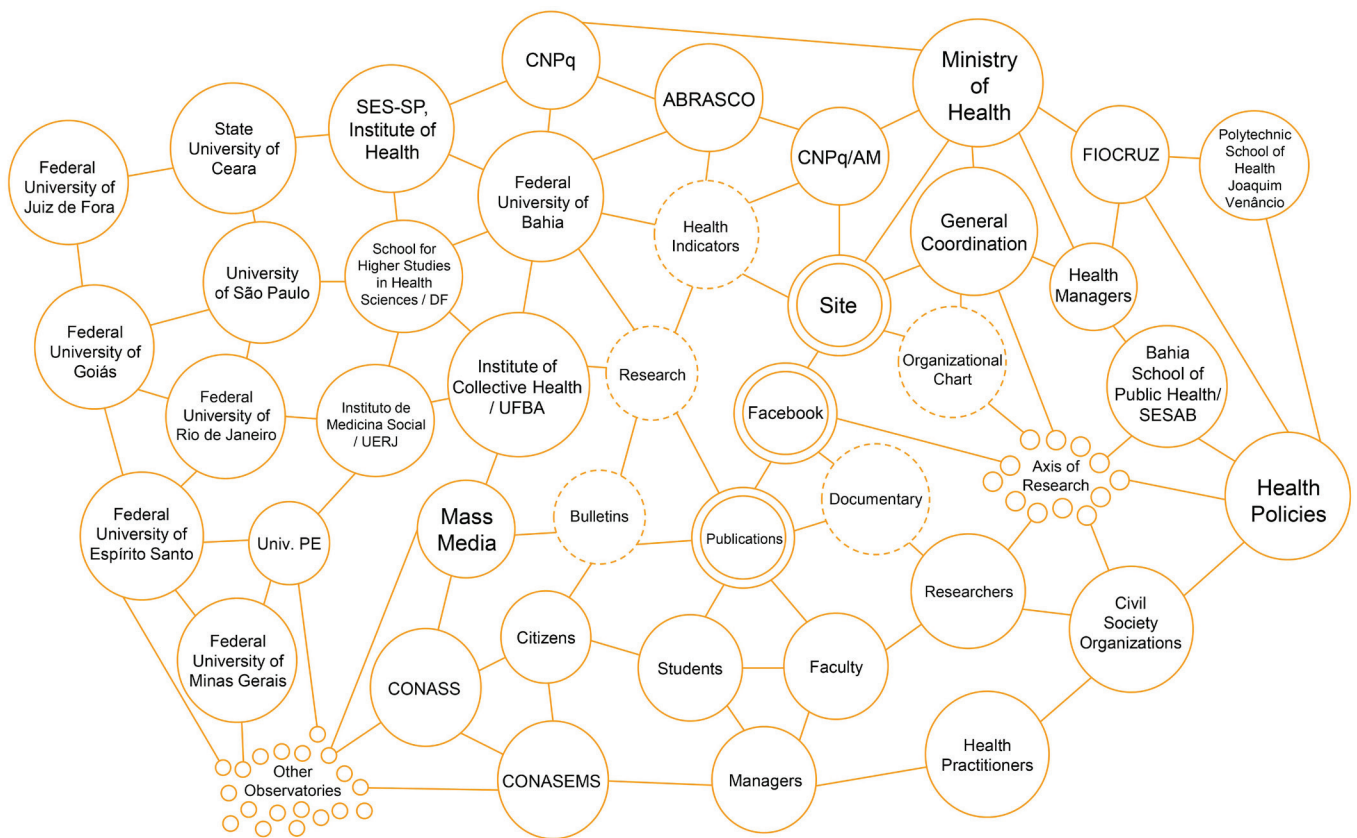 CNPq
Ministry
of
Health
ABRASCO
SES-SP,
Institute of
Health
State
University of
Ceara
CNPq/AM
FIOCRUZ
Polytechnic
School of
Health
Joaquim
Venâncio
Federal
University of
Juiz de Fora
Federal
University of
Bahia
Health
Indicators
General
Coordination
University
of São Paulo
School for
Higher Studies
in Health
Sciences / DF
Health
Managers
Site
Federal
University of
Goiás
Institute of
Collective Health
/ UFBA
Research
Organizational
Chart
Bahia
School of
Public Health/
SESAB
Federal
University of
Rio de Janeiro
Instituto de
Medicina Social
/ UERJ
Facebook
Axis of
Research
Health
Policies
Federal
University of
Espírito Santo
Univ. PE
Mass
Media
Bulletins
Publications
Documentary
Researchers
Civil
Society
Organizations
Federal
University of
Minas Gerais
Citizens
Students
Faculty
CONASS
Health
Practitioners
Other
Observatories
CONASEMS
Managers